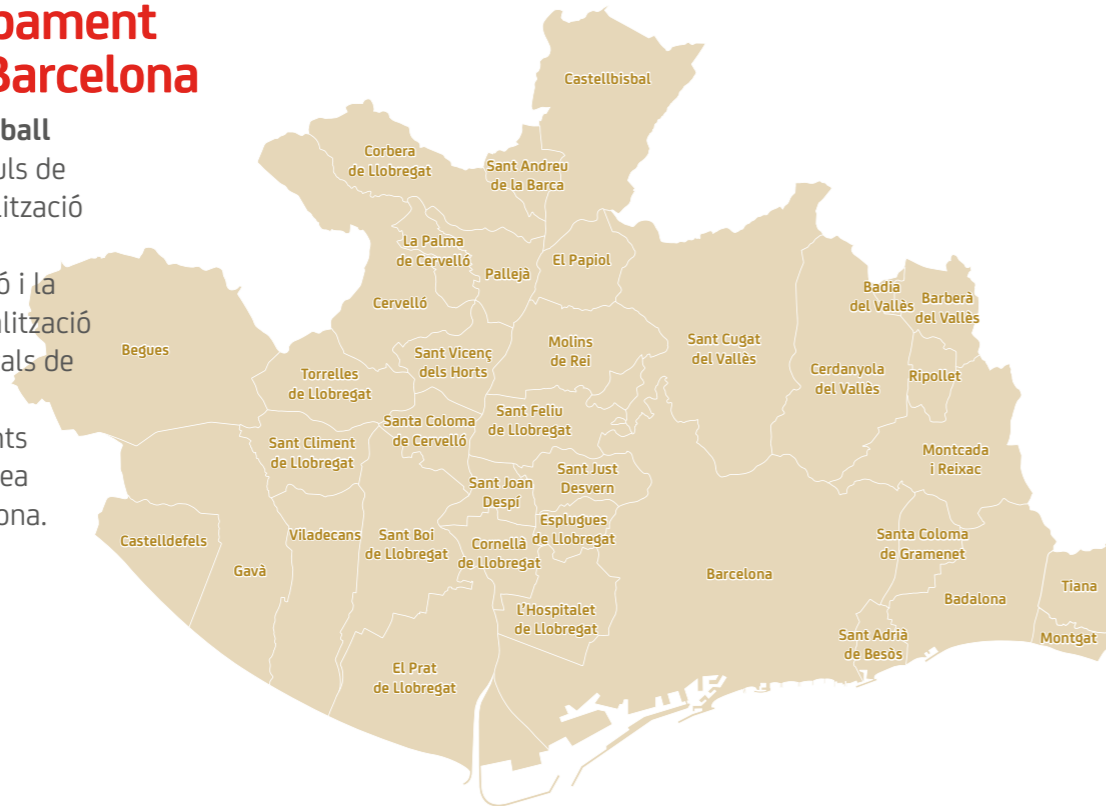 pament
Barcelona
ball
uls de
lització
ó i la
alització
als de
nts
ea
ona.
Castellbisbal
Corbera
de Llobregat
Sant Andreu
de la Barca
La Palma
de Cervelló
Pallejà
El Papiol
Cervelló
Badia
del Vallès
Barberà
del Vallès
Begues
Sant Vicenç
dels Horts
Molins
de Rei
Sant Cugat
del Vallès
Torrelles
de Llobregat
Cerdanyola
del Vallès
Ripollet
Santa Coloma
de Cervelló
Sant Feliu
de Llobregat
Sant Climent
de Llobregat
Montcada
i Reixac
Sant Joan
Despí
Sant Just
Desvern
Castelldefels
Gavà
Viladecans
Sant Boi
de Llobregat
Cornellà
de Llobregat
Esplugues
de Llobregat
Santa Coloma
de Gramenet
Barcelona
Badalona
Tiana
L'Hospitalet
de Llobregat
Sant Adrià
de Besòs
Montgat
El Prat
de Llobregat